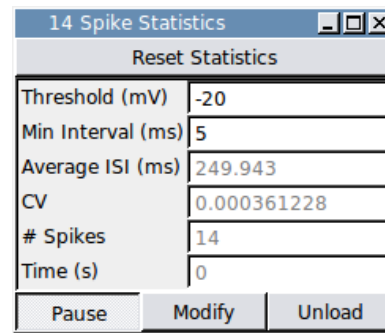 14 Spike Statistics
Reset Statistics
Threshold (mV) -20
Min Interval (ms) 5
Average ISI (ms) 249.943
CV 0.000361228
# Spikes 14
Time (s) 0
Pause Modify Unload